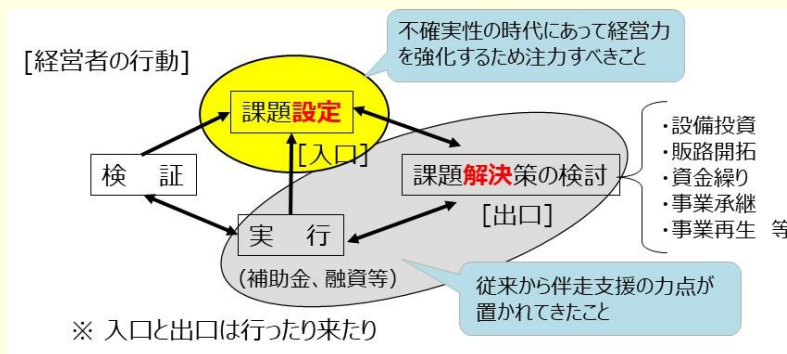 不確実性の時代にあって経営力
を強化するため注力すべきこと
[経営者の行動]
課題設定
[入口]
検　証
課題解決策の検討
[出口]
・設備投資
・販路開拓
・資金繰り
・事業承継
・事業再生　等
実　行
（補助金、融資等）
従来から伴走支援の力点が
置かれてきたこと
※ 入口と出口は行ったり来たり